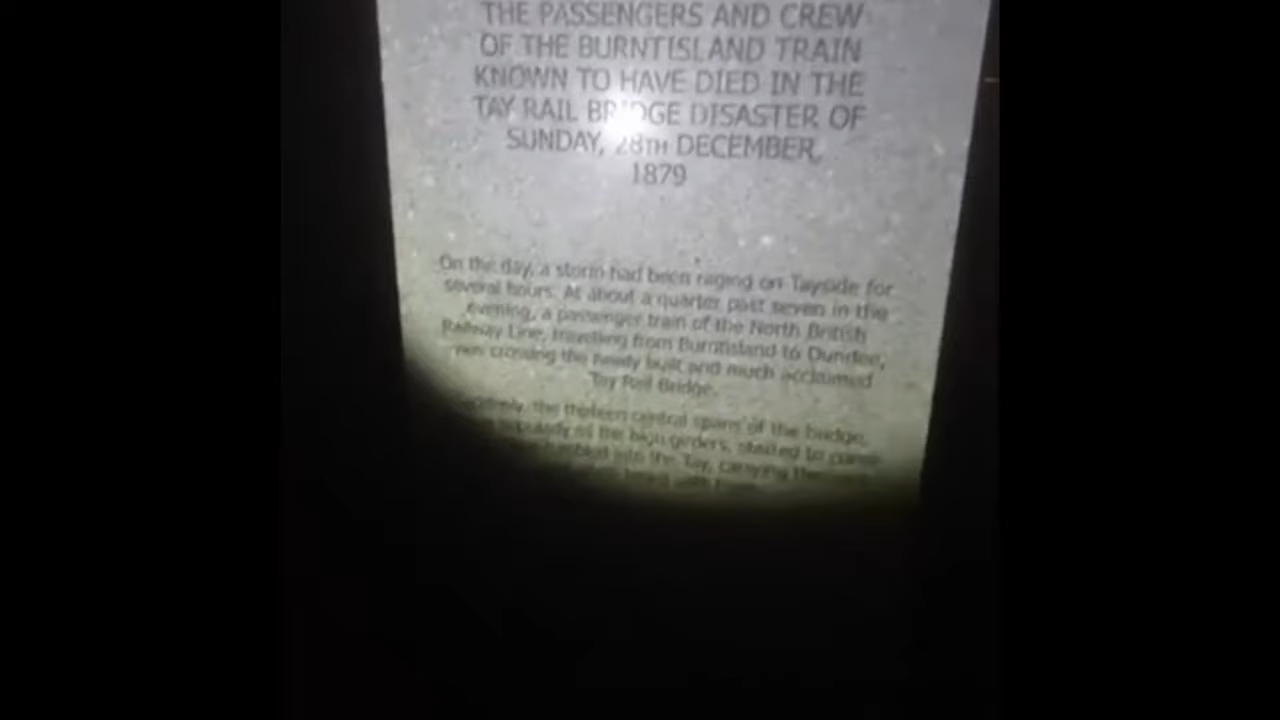 THE PASSENGERS AND CREW
OF THE BURNTISLAND TRAIN
KNOWN TO HAVE DIED IN THE
TAY RAIL BRIDGE DISASTER OF
SUNDAY, 28TH DECEMBER,
1879
On the day, a storm had been raging on Tayside for
several hours. At about a quarter past seven in the
evening, a passenger train of the North British
Railway Line, travelling from Burntisland to Dundee,
was crossing the newly built and much acclaimed
Tay Rail Bridge.
the thirteen central spans of the bridge,
as the high girders, started to
into the Tay, carrying the